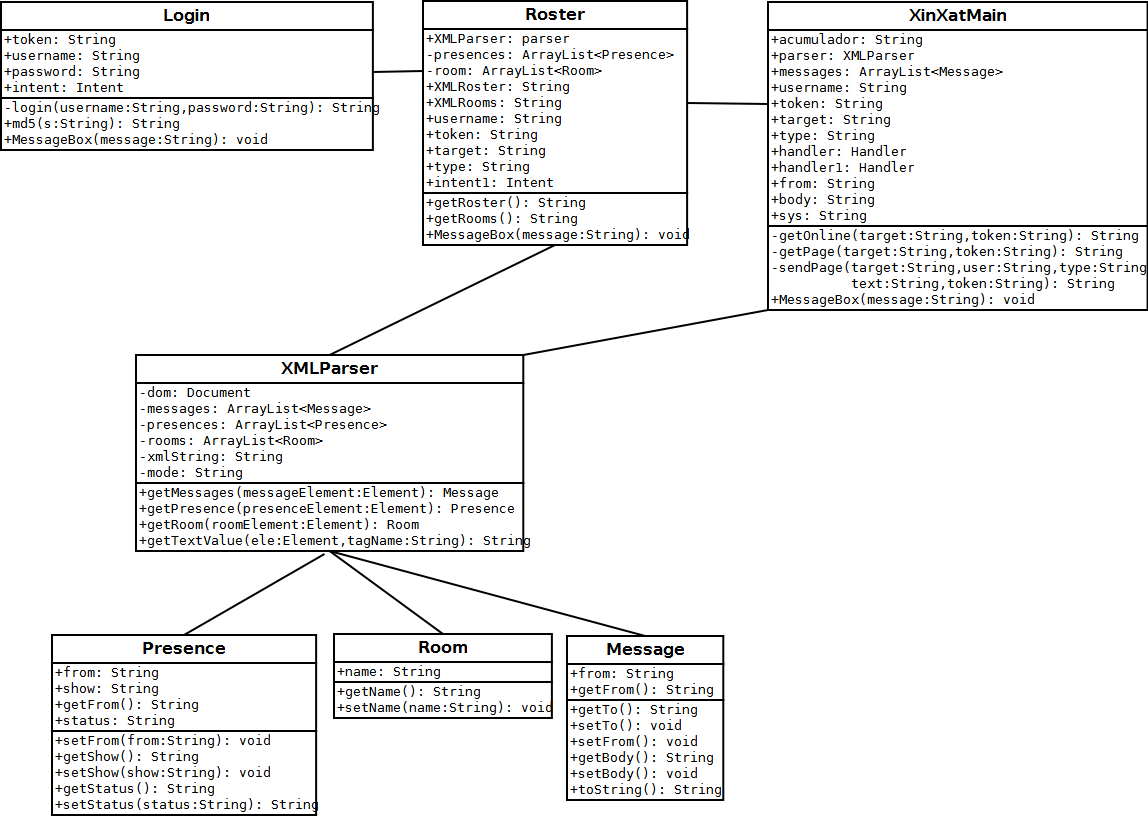 Login
+token: String
+username: String
+password: String
+intent: Intent
-login(username:String,password:String): String
+md5(s:String): String
+MessageBox(message:String): void
Roster
+XMLParser: parser
-presences: ArrayList<Presence>
-room: ArrayList<Room>
+XMLRoster: String
+XMLRooms: String
+username: String
+token: String
+target: String
+type: String
+intent1: Intent
+getRoster(): String
+getRooms(): String
+MessageBox(message:String): void
XinXatMain
+acumulador: String
+parser: XMLParser
+messages: ArrayList<Message>
+username: String
+token: String
+target: String
+type: String
+handler: Handler
+handler1: Handler
+from: String
+body: String
+sys: String
-getOnline(target:String,token:String): String
-getPage(target:String,token:String): String
-sendPage(target:String,user:String,type:String
text:String,token:String): String
+MessageBox(message:String): void
XMLParser
-dom: Document
-messages: ArrayList<Message>
-presences: ArrayList<Presence>
-rooms: ArrayList<Room>
-xmlString: String
-mode: String
+getMessages(messageElement:Element): Message
+getPresence(presenceElement:Element): Presence
+getRoom(roomElement:Element): Room
+getTextValue(ele:Element,tagName:String): String
Presence
+from: String
+show: String
+getFrom(): String
+status: String
+setFrom(from:String): void
+getShow(): String
+setShow(show:String): void
+getStatus(): String
+setStatus(status:String): String
Room
+name: String
+getName(): String
+setName(name:String): void
Message
+from: String
+getFrom(): String
+getTo(): String
+setTo(): void
+setFrom(): void
+getBody(): String
+setBody(): void
+toString(): String